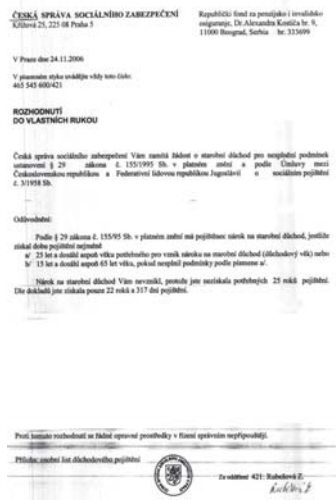 ČESKÁ SPRÁVA SOCIÁLNÍHO ZABEZPEČENÍ
Křížová 25, 225 08 Praha 5
Republički fond za penzijsko i invalidsko
osiguranje, Dr.Alexandra Kostića br. 9,
11000 Beograd, Serbia br. 333699
V Praze dne 24.11.2006
V písemném styku uvádějte vždy toto číslo:
465 545 600/421
ROZHODNUTÍ
DO VLASTNÍCH RUKOU
Česká správa sociálního zabezpečení Vám zamítá žádost o starobní důchod pro nesplnění podmínek
ustanovení § 29 zákona č. 155/1995 Sb. v platném znění a podle Úmluvy mezi
Československou republikou a Federativní lidovou republikou Jugoslávií o sociálním pojištění
č. 3/1958 Sb.
Odůvodnění:
Podle § 29 zákona č. 155/95 Sb. v platném znění má pojištěnec nárok na starobní důchod, jestliže
získal dobu pojištění nejméně
a/ 25 let a dosáhl aspoň věku potřebného pro vznik nároku na starobní důchod (důchodový věk) nebo
b/ 15 let a dosáhl aspoň 65 let věku, pokud nesplnil podmínky podle písmene a/.
Nárok na starobní důchod Vám nevznikl, protože jste nezískala potřebných 25 roků pojištění.
Dle dokladů jste získala pouze 22 roků a 317 dní pojištění.
Proti tomuto rozhodnutí se řádné opravné prostředky v řízení správním nepřipouštějí.
Příloha: osobní list důchodového pojištění
Za oddělení 421: Rubešová Z.